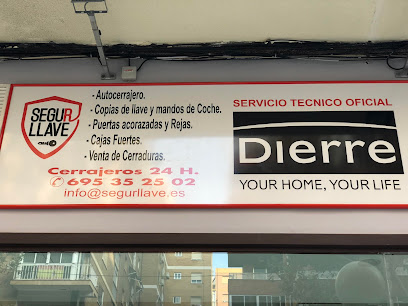 SEGUR
LLAVE
- Autocerrajero.
- Copias de llave y mandos de Coche.
- Puertas acorazadas y Rejas.
- Cajas Fuertes.
- Venta de Cerraduras.
Cerrajeros 24 H.
695 35 25 02
info@segurllave.es
SERVICIO TECNICO OFICIAL
Dierre
YOUR HOME, YOUR LIFE